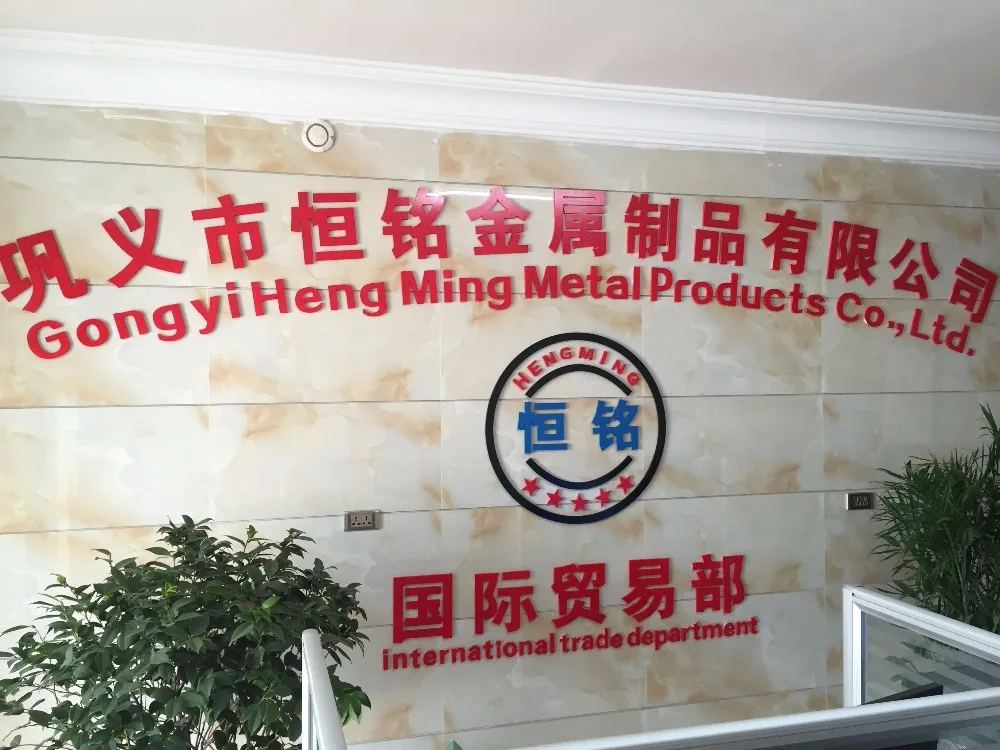 巩义市恒铭金属制品有限公司
Gongyi Heng Ming Metal Products Co.,Ltd.
HENGMING
恒铭
国际贸易部
international trade department